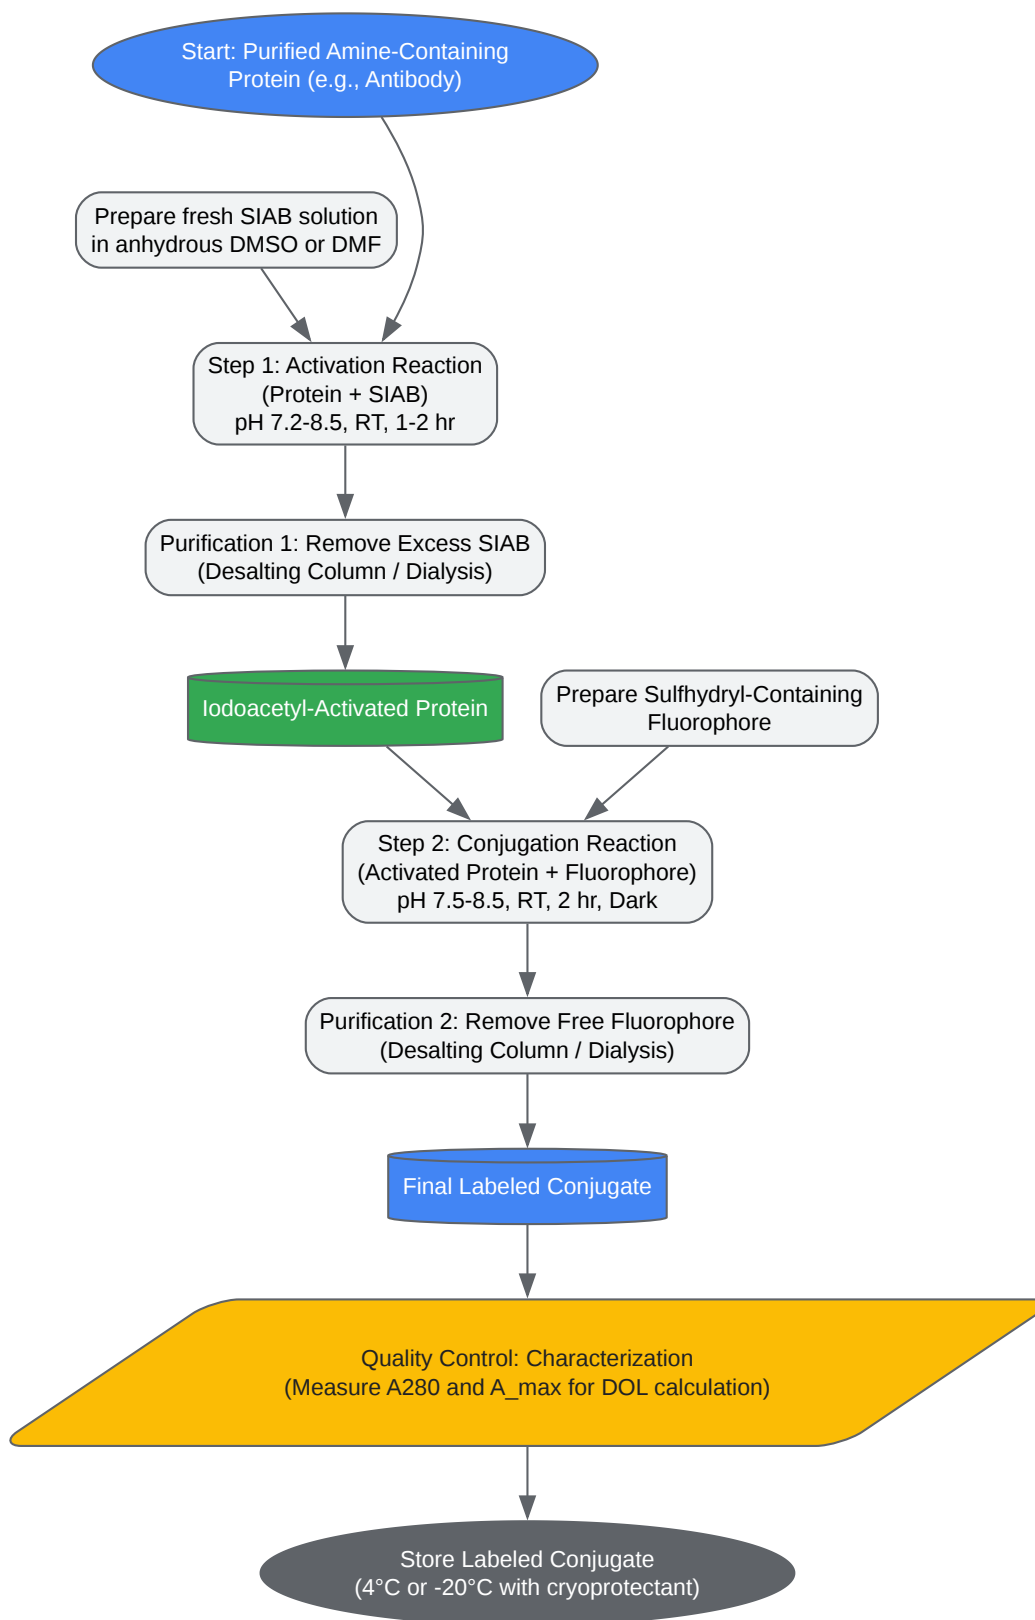 Start: Purified Amine-Containing
Protein (e.g., Antibody)
Prepare fresh SIAB solution
in anhydrous DMSO or DMF
Step 1: Activation Reaction
(Protein + SIAB)
pH 7.2-8.5, RT, 1-2 hr
Purification 1: Remove Excess SIAB
(Desalting Column / Dialysis)
Iodoacetyl-Activated Protein
Prepare Sulfhydryl-Containing
Fluorophore
Step 2: Conjugation Reaction
(Activated Protein + Fluorophore)
pH 7.5-8.5, RT, 2 hr, Dark
Purification 2: Remove Free Fluorophore
(Desalting Column / Dialysis)
Final Labeled Conjugate
Quality Control: Characterization
(Measure A280 and A_max for DOL calculation)
Store Labeled Conjugate
(4°C or -20°C with cryoprotectant)